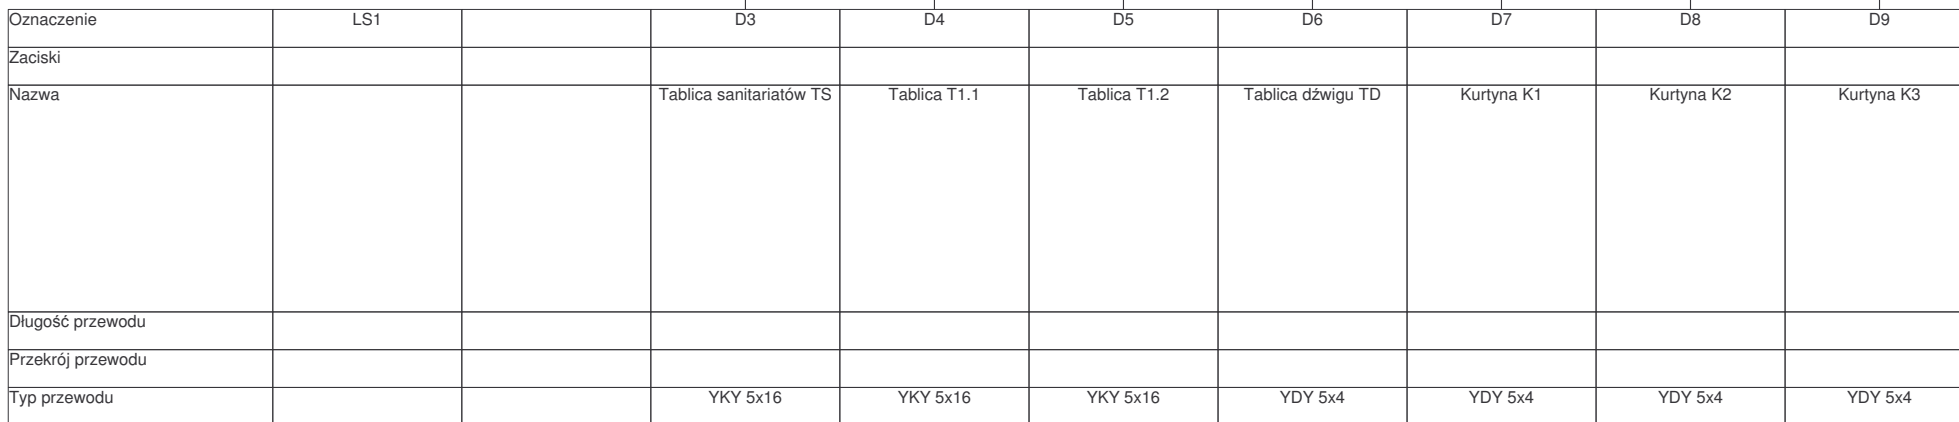 Oznaczenie LS1 D3 D4 D5 D6 D7 D8 D9
Zaciski
Nazwa Tablica sanitariatów TS Tablica T1.1 Tablica T1.2 Tablica dźwigu TD Kurtyna K1 Kurtyna K2 Kurtyna K3
Długość przewodu
Przekrój przewodu
Typ przewodu YKY 5x16 YKY 5x16 YKY 5x16 YDY 5x4 YDY 5x4 YDY 5x4 YDY 5x4